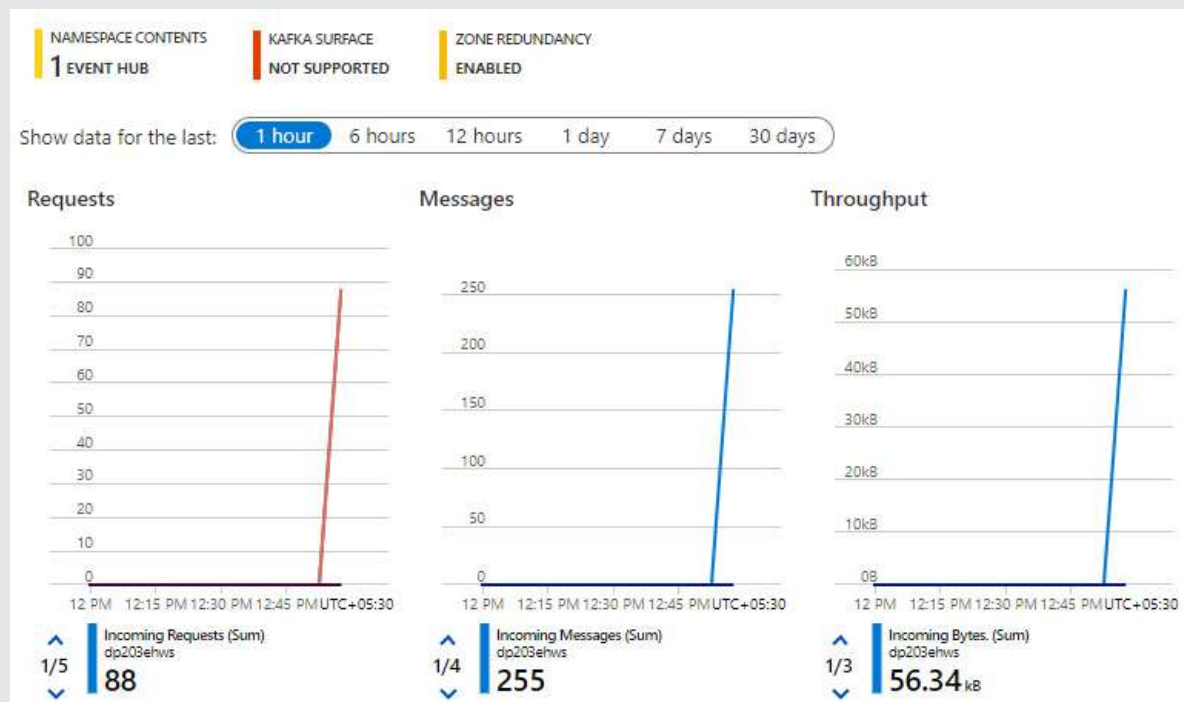 NAMESPACE CONTENTS
1 EVENT HUB
KAFKA SURFACE
NOT SUPPORTED
ZONE REDUNDANCY
ENABLED
Show data for the last: 1 hour 6 hours 12 hours 1 day 7 days 30 days
Requests
100
90
80
70
60
50
40
30
20
10
0
12 PM 12:15 PM 12:30 PM 12:45 PM UTC+05:30
1/5
Incoming Requests (Sum)
dp203ehws
88
Messages
250
200
150
100
50
0
12 PM 12:15 PM 12:30 PM 12:45 PM UTC+05:30
1/4
Incoming Messages (Sum)
dp203ehws
255
Throughput
60kB
50kB
40kB
30kB
20kB
10kB
0B
12 PM 12:15 PM 12:30 PM 12:45 PM UTC+05:30
1/3
Incoming Bytes. (Sum)
dp203ehws
56.34 kB